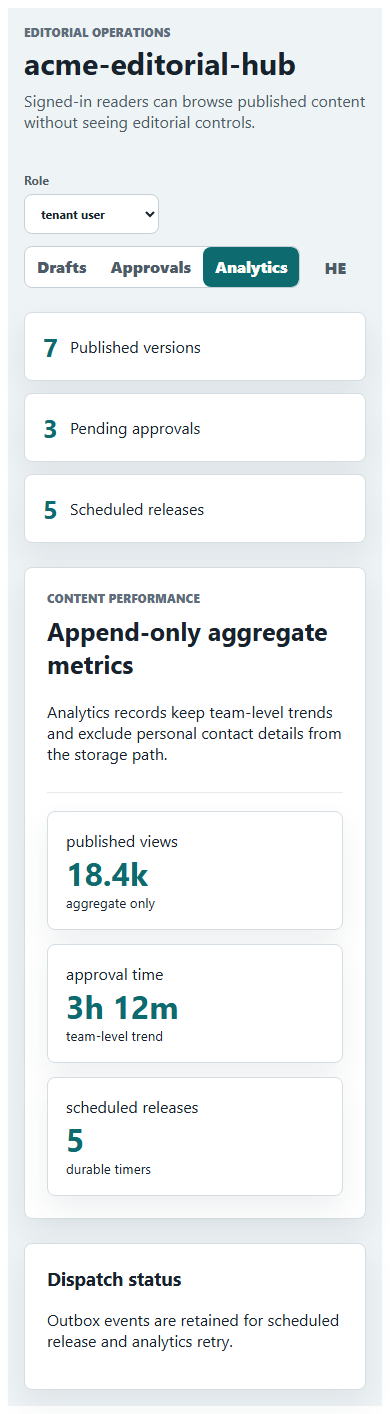 EDITORIAL OPERATIONS
acme-editorial-hub
Signed-in readers can browse published content
without seeing editorial controls.
Role
tenant user
Drafts Approvals Analytics HE
7 Published versions
3 Pending approvals
5 Scheduled releases
CONTENT PERFORMANCE
Append-only aggregate
metrics
Analytics records keep team-level trends
and exclude personal contact details from
the storage path.
published views
18.4k
aggregate only
approval time
3h 12m
team-level trend
scheduled releases
5
durable timers
Dispatch status
Outbox events are retained for scheduled
release and analytics retry.